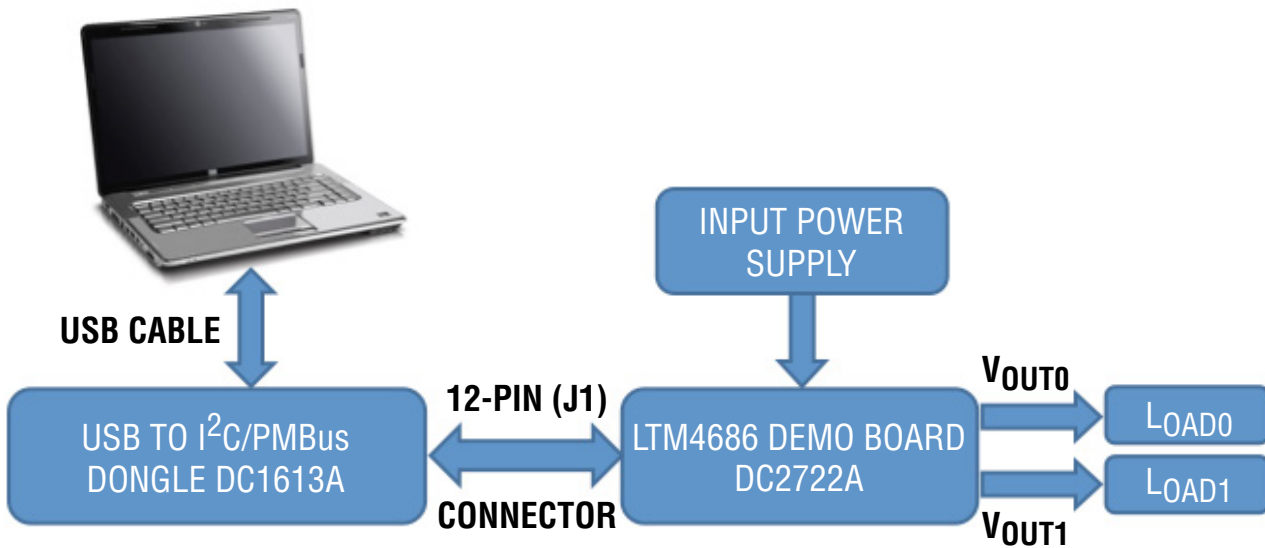 INPUT POWER
SUPPLY
USB CABLE
USB TO I²C/PMBus
DONGLE DC1613A
12-PIN (J1)
CONNECTOR
LTM4686 DEMO BOARD
DC2722A
VOUT0
LOAD0
LOAD1
VOUT1